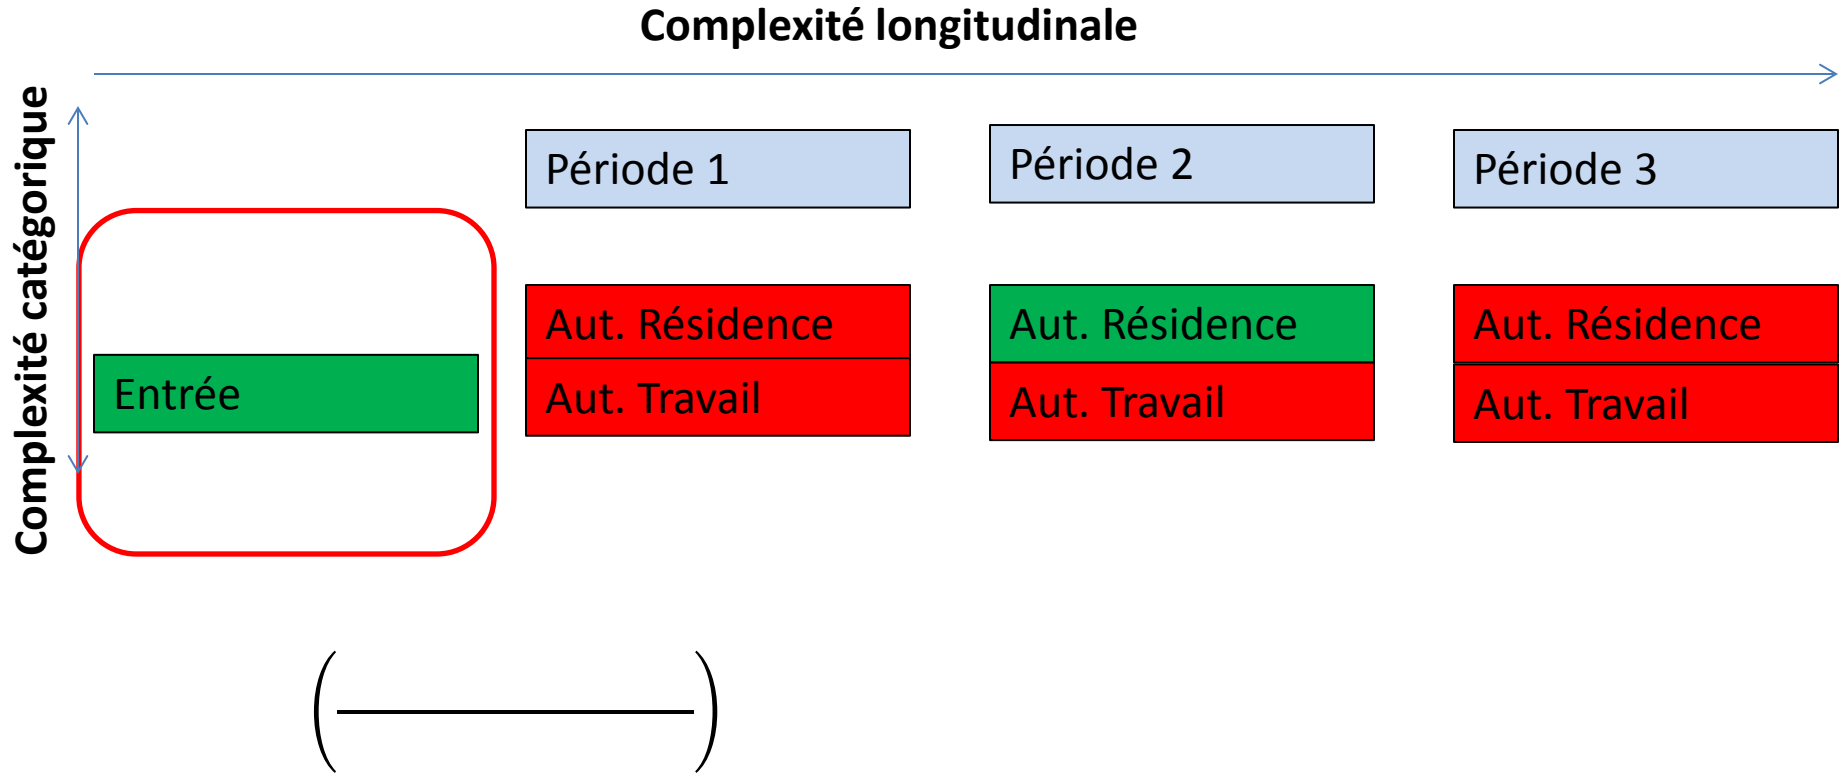 Complexité longitudinale
Complexité catégorique
Période 1
Période 2
Période 3
Entrée
Aut. Résidence
Aut. Travail
Aut. Résidence
Aut. Travail
Aut. Résidence
Aut. Travail